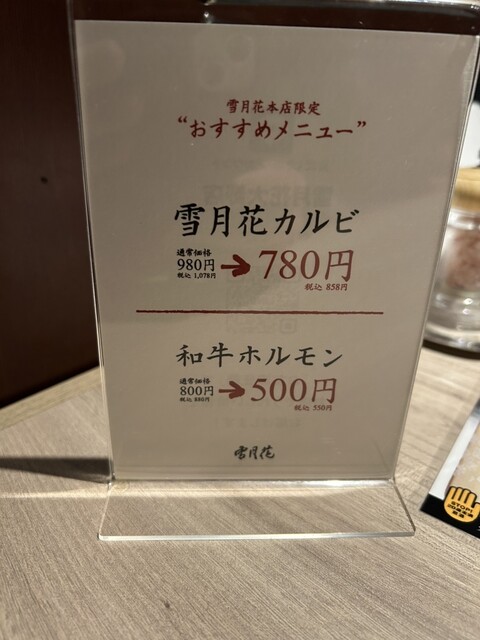 雪月花本店限定
“おすすめメニュー”
雪月花カルビ
通常価格
980円 → 780円
税込 1,078円
税込 858円
和牛ホルモン
通常価格
800円 → 500円
税込 880円
税込 550円
雪月花
STOP!